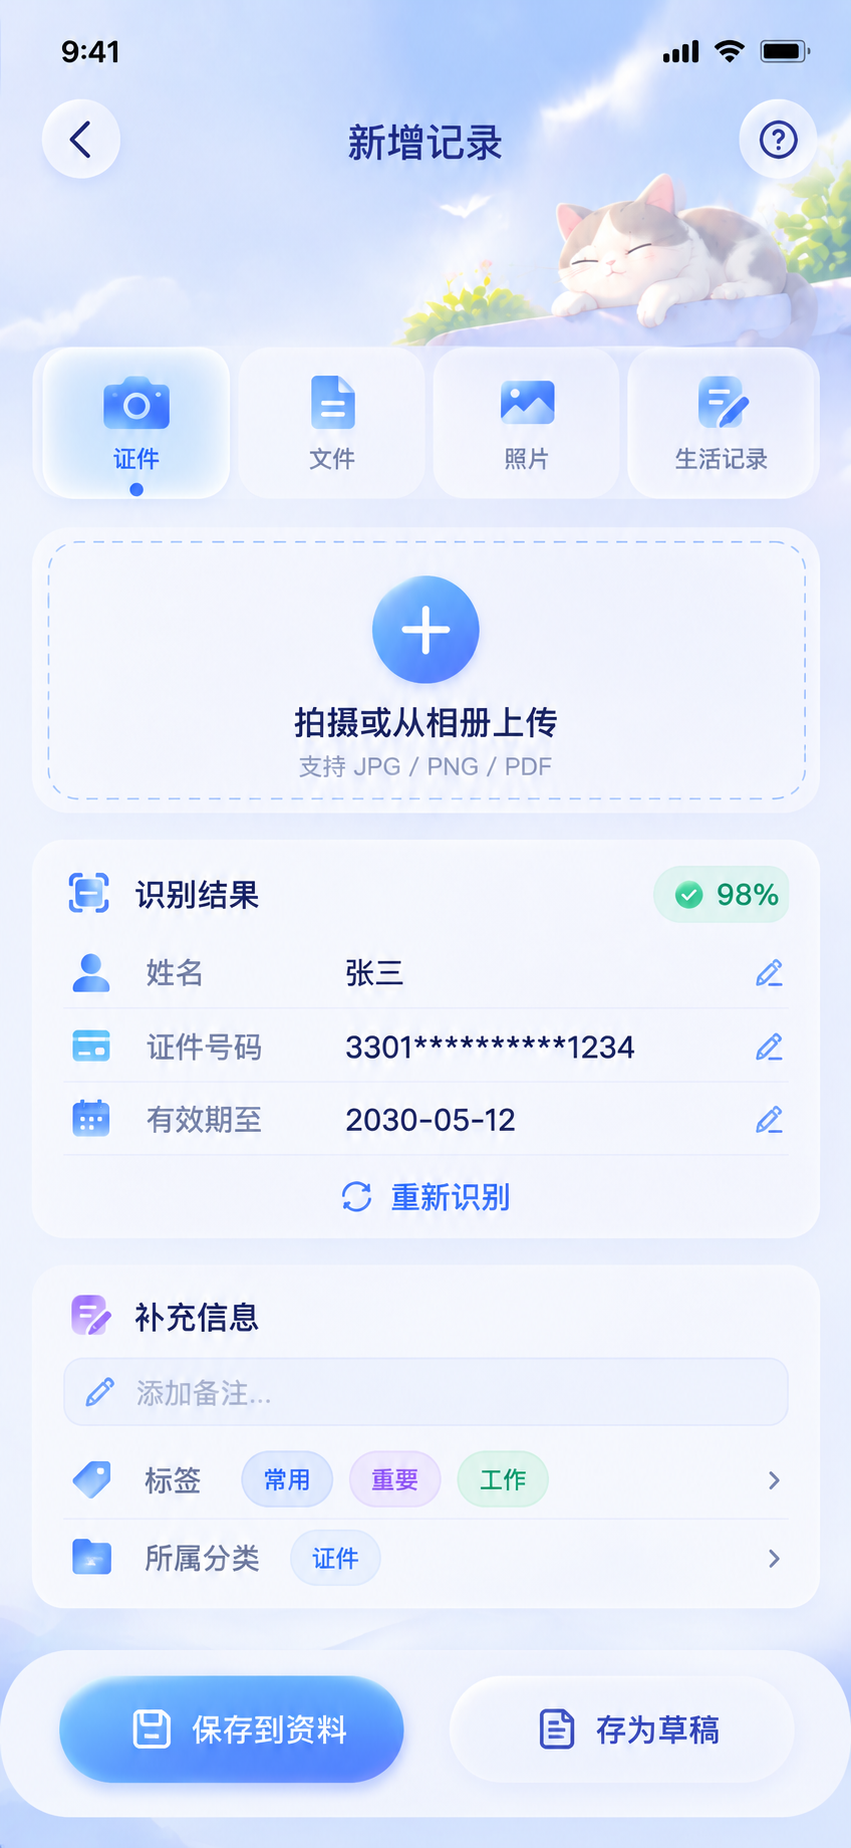 9:41
新增记录
证件
文件
照片
生活记录
拍摄或从相册上传
支持 JPG / PNG / PDF
识别结果
98%
姓名 张三
证件号码 3301**********1234
有效期至 2030-05-12
重新识别
补充信息
添加备注...
标签 常用 重要 工作
所属分类 证件
保存到资料
存为草稿